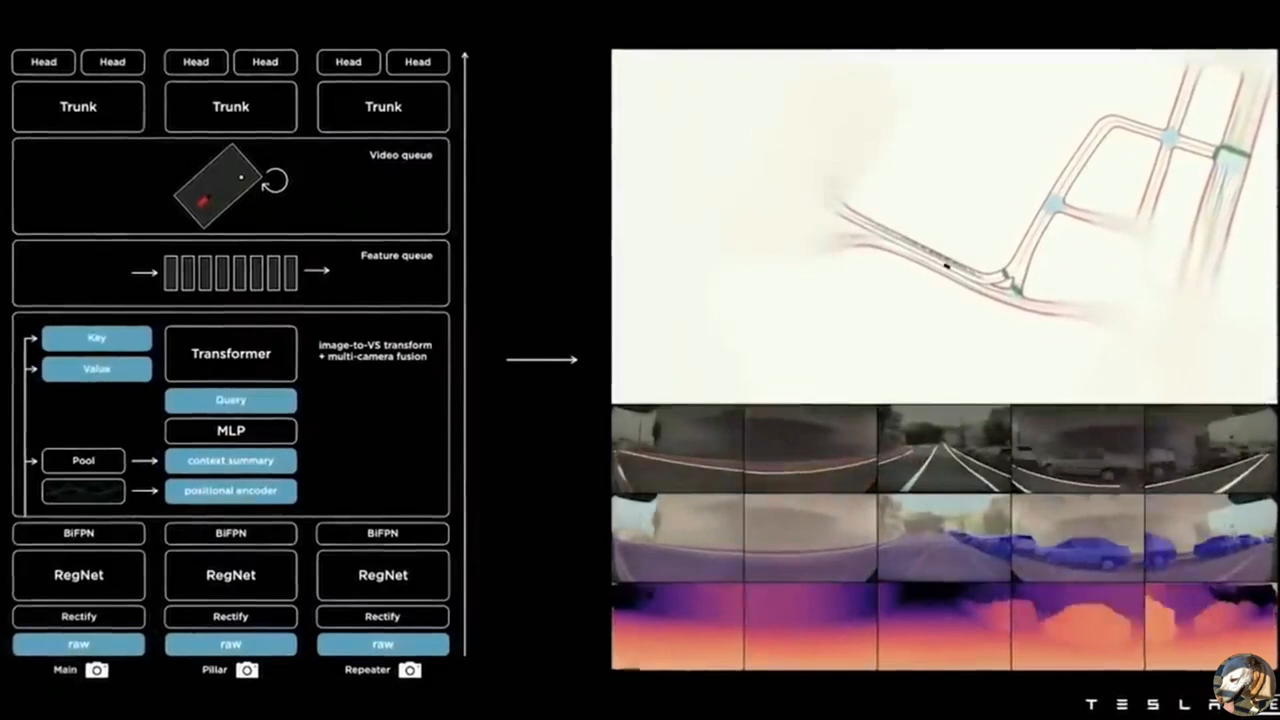 Head Head Head Head Head Head
Trunk Trunk Trunk
Video queue
Feature queue
Key
Value
Transformer
image-to-VS transform
+ multi-camera fusion
Query
MLP
Pool
context summary
positional encoder
BiFPN BiFPN BiFPN
RegNet RegNet RegNet
Rectify Rectify Rectify
raw raw raw
Main Pillar Repeater
TESLA